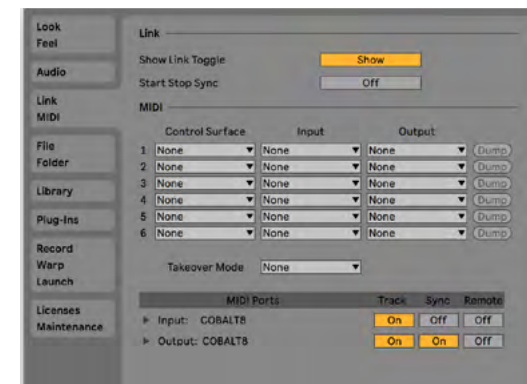 Look
Feel
Audio
Link
MIDI
File
Folder
Library
Plug-Ins
Record
Warp
Launch
Licenses
Maintenance
Link
Show Link Toggle Show
Start Stop Sync Off
MIDI
Control Surface Input Output
1 None None None Dump
2 None None None Dump
3 None None None Dump
4 None None None Dump
5 None None None Dump
6 None None None Dump
Takeover Mode None
MIDI Ports Track Sync Remote
Input: COBALT8 On Off Off
Output: COBALT8 On On Off